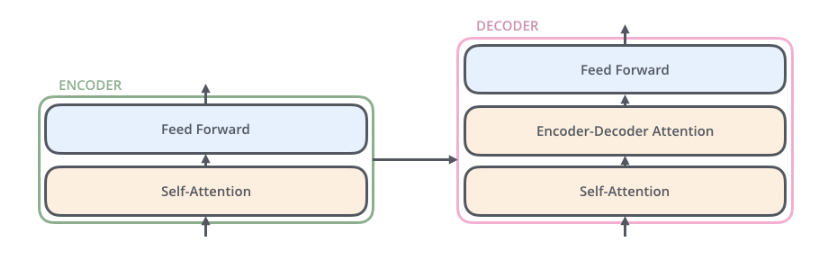 ENCODER
Feed Forward
Self-Attention
DECODER
Feed Forward
Encoder-Decoder Attention
Self-Attention